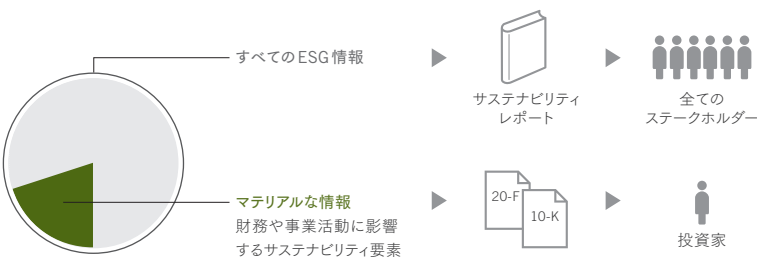 すべてのESG情報
サステナビリティ
レポート
全ての
ステークホルダー
マテリアルな情報
財務や事業活動に影響
するサステナビリティ要素
20-F
10-K
投資家